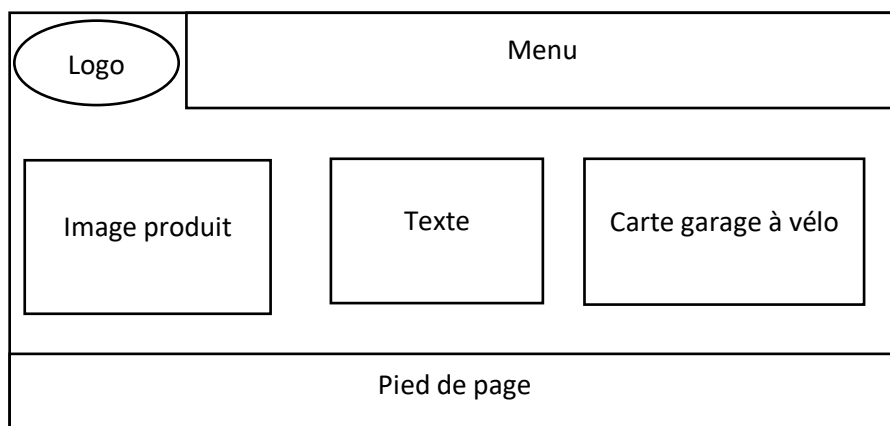 Logo
Menu
Image produit
Texte
Carte garage à vélo
Pied de page